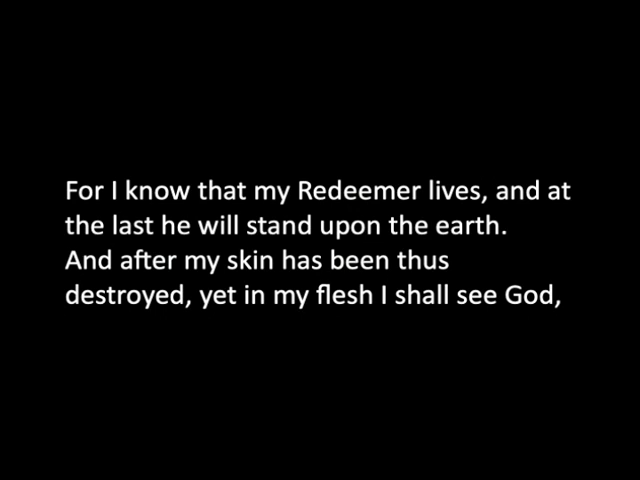 For I know that my Redeemer lives, and at
the last he will stand upon the earth.
And after my skin has been thus
destroyed, yet in my flesh I shall see God,